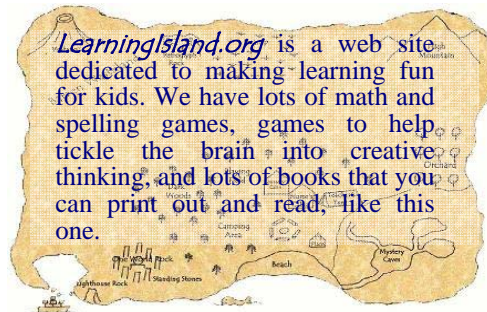 LearningIsland.org is a web site
dedicated to making learning fun
for kids. We have lots of math and
spelling games, games to help
tickle the brain into creative
thinking, and lots of books that you
can print out and read, like this
one.
Mountain
Orchard
Woods
Camping
Area
Beach
Mystery
Caves
Rock
Standing Stones
Lighthouse Rock